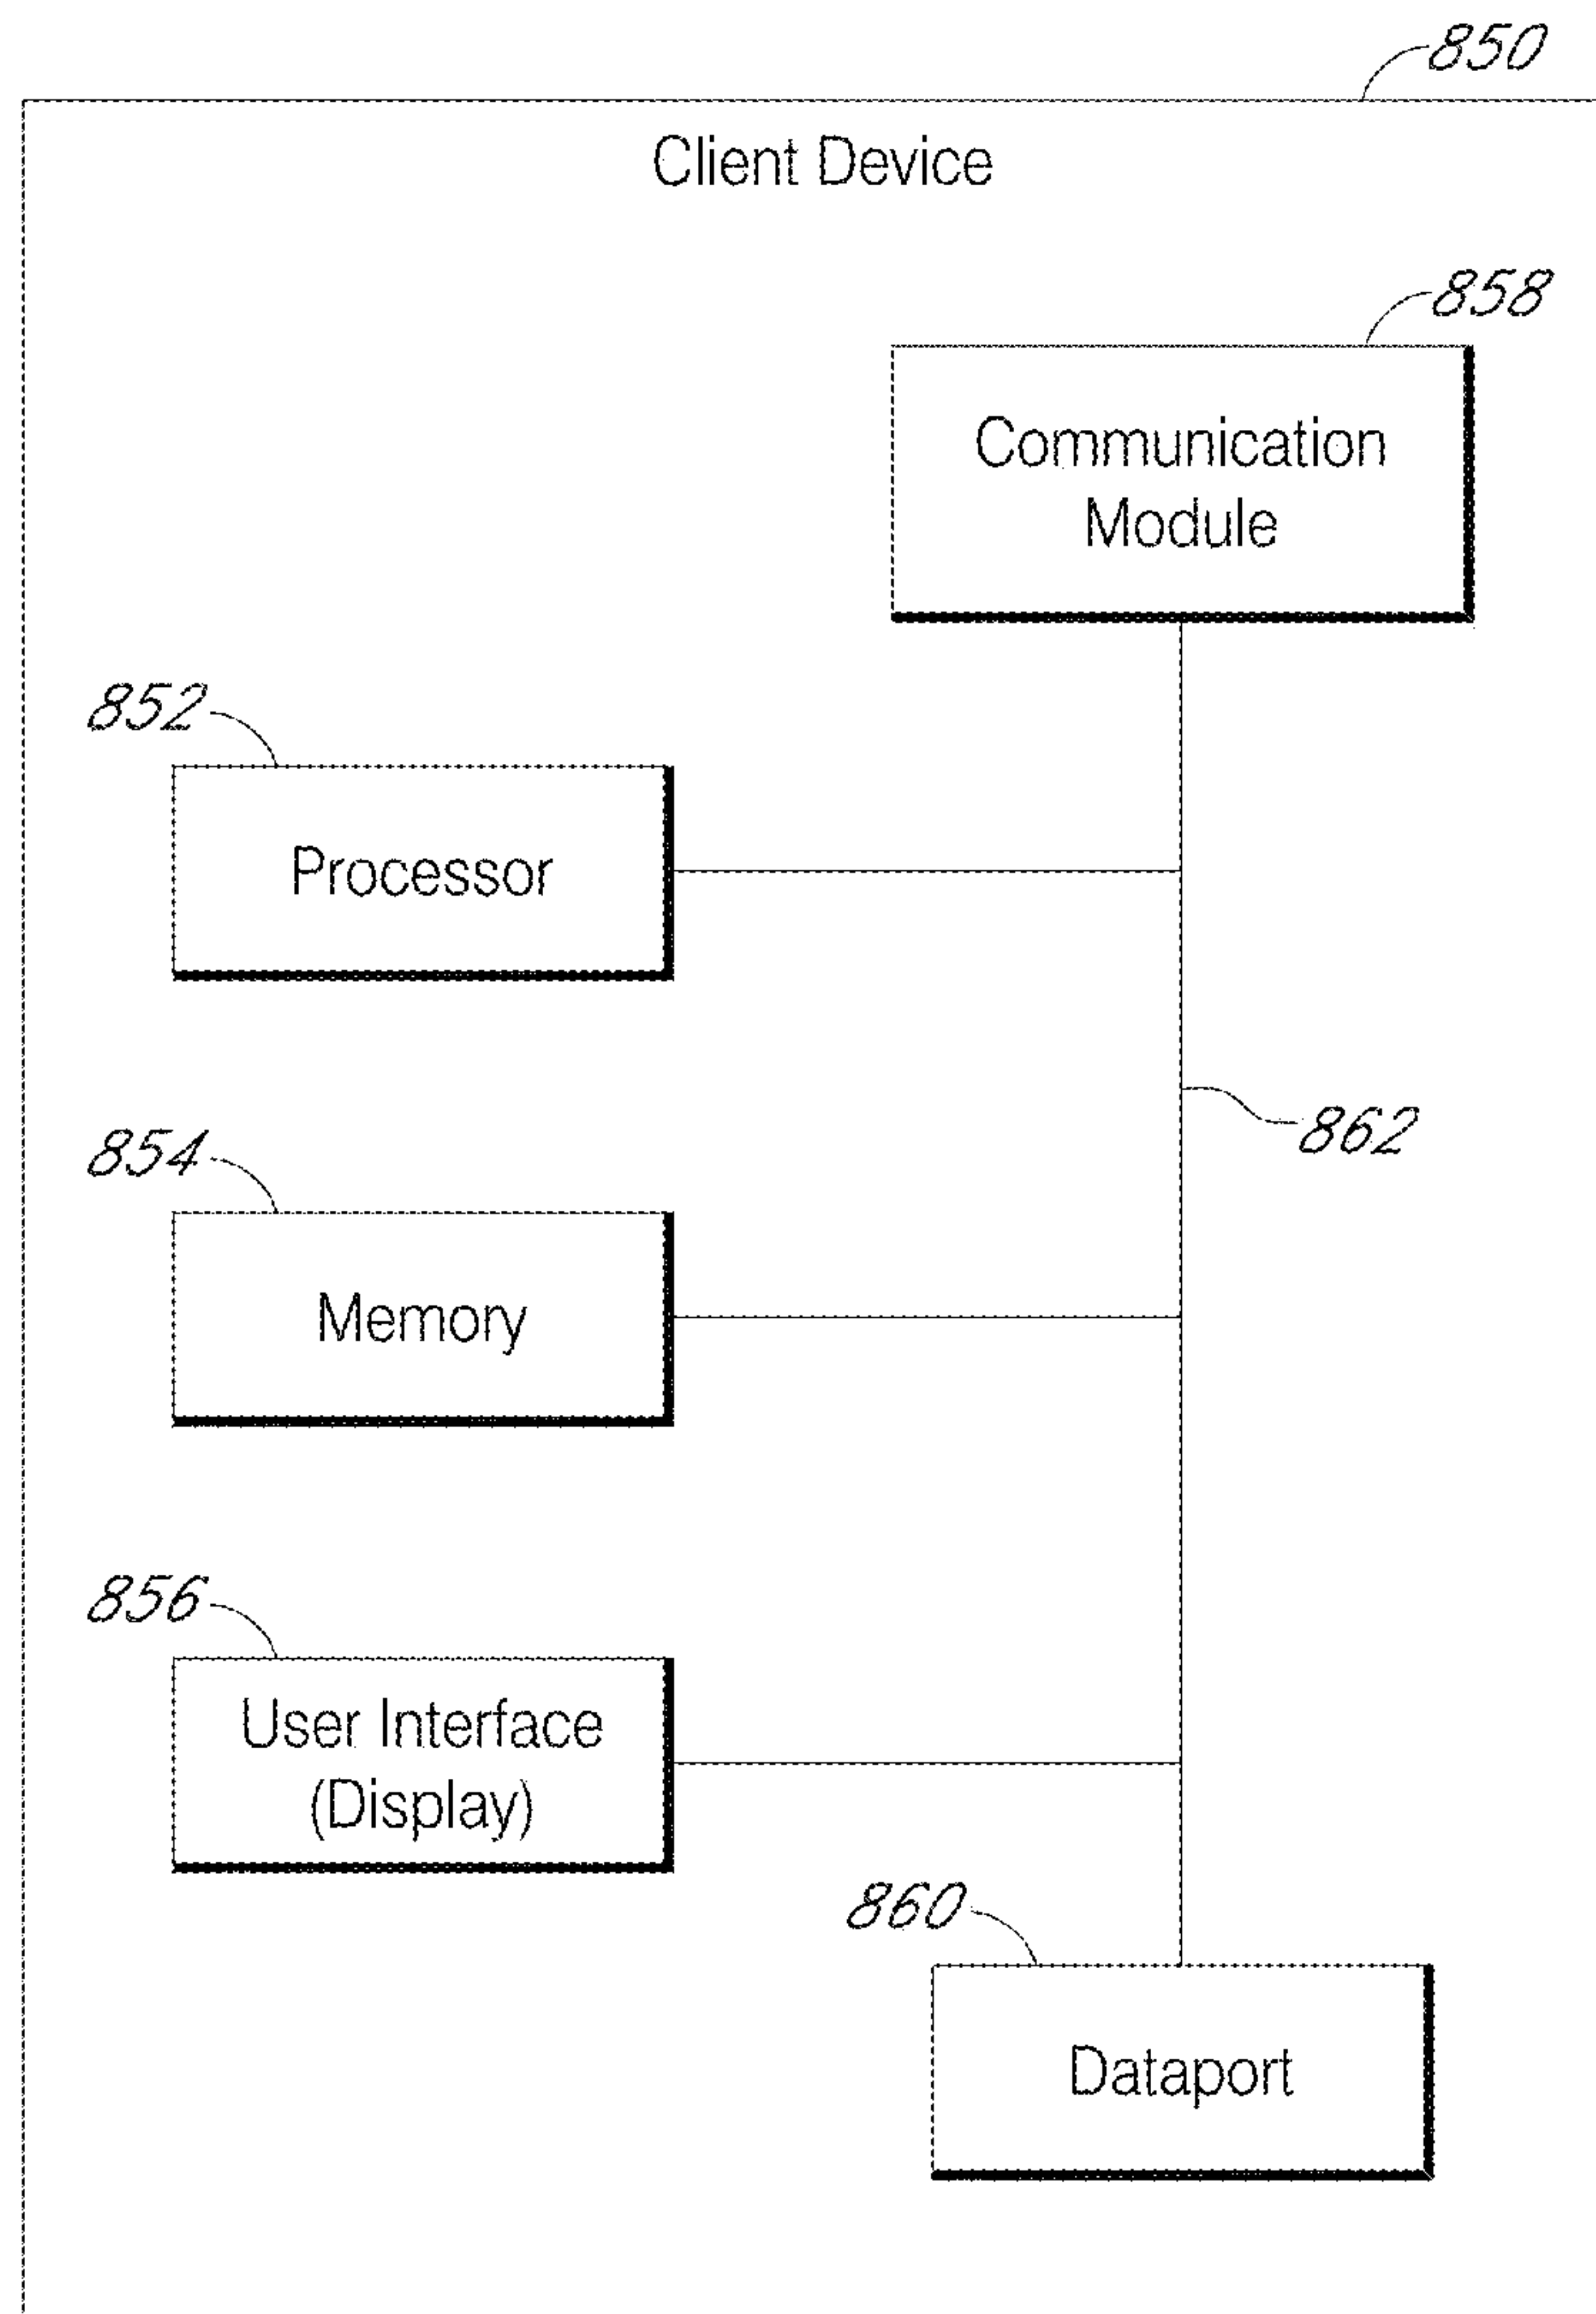 850
Client Device
858
Communication
Module
852
Processor
862
854
Memory
856
User Interface
(Display)
860
Dataport